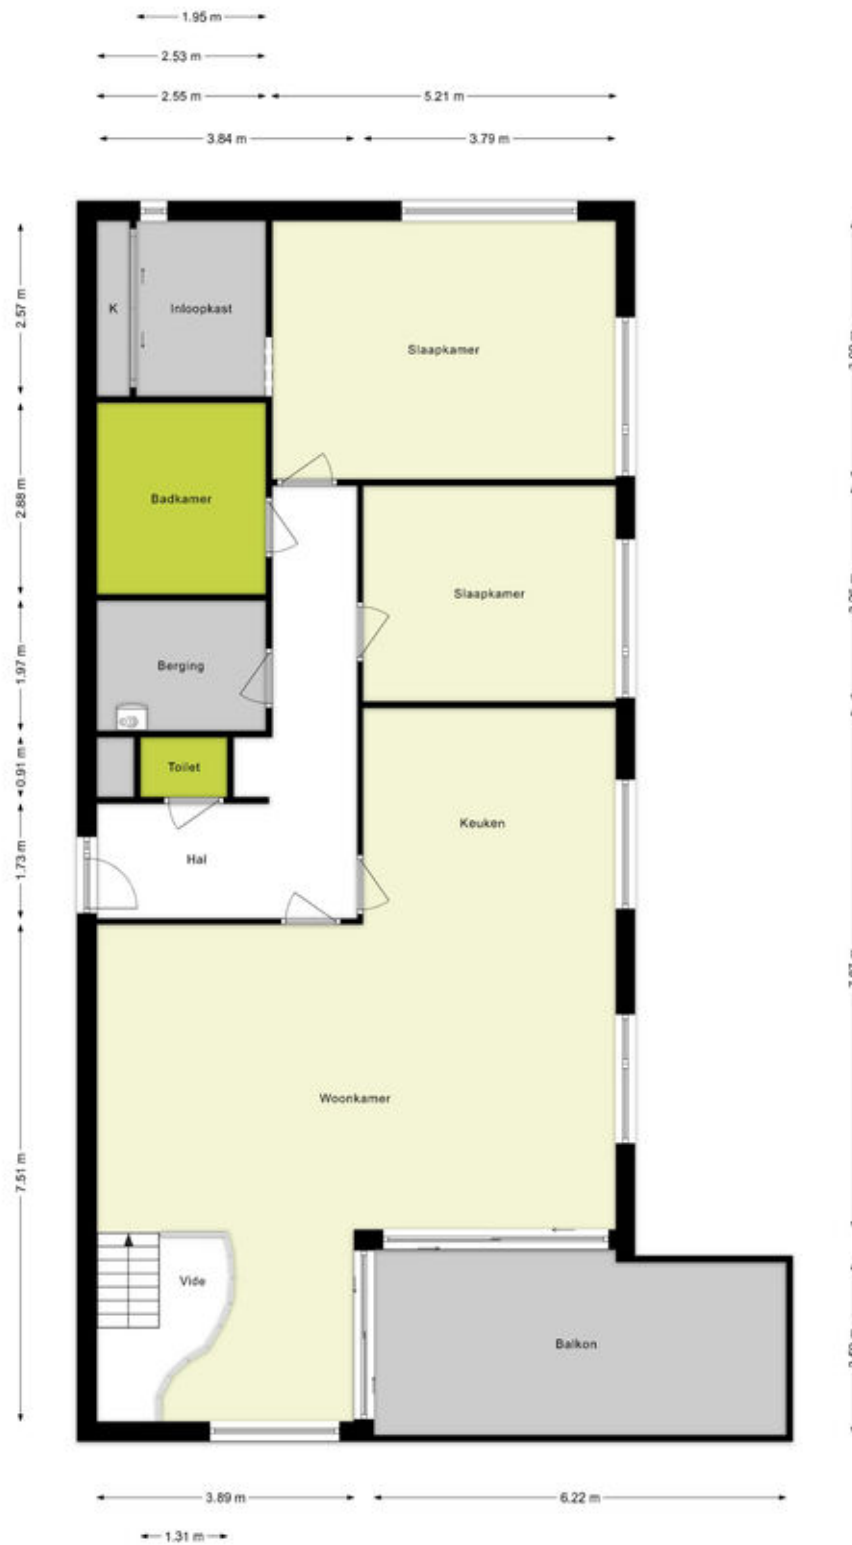 1.95 m
2.53 m
2.55 m
5.21 m
3.84 m
3.79 m
2.57 m
K
Inloopkast
Slaapkamer
2.88 m
Badkamer
Slaapkamer
1.97 m
Berging
0.91 m
Toilet
Keuken
1.73 m
Hal
Woonkamer
7.51 m
Vide
Balkon
3.89 m
6.22 m
1.31 m